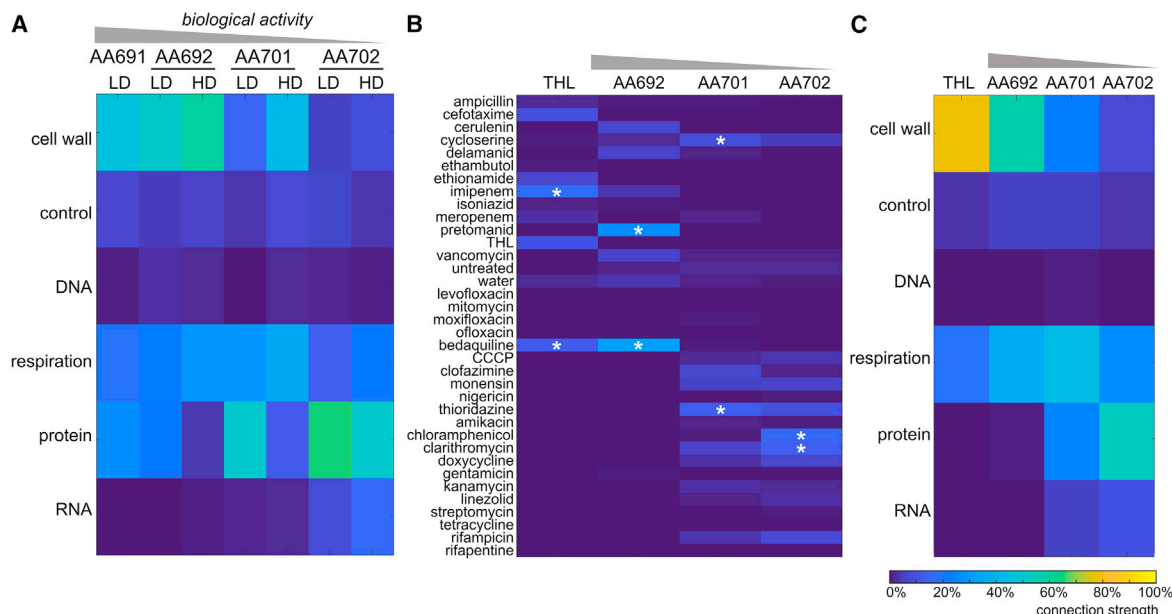 A
biological activity
AA691 AA692 AA701 AA702
LD LD HD LD HD LD HD
cell wall
control
DNA
respiration
protein
RNA
B
THL AA692 AA701 AA702
ampicillin
cefotaxime
cerulenin
cycloserine *
delamanid
ethambutol
ethionamide
imipenem *
isoniazid
meropenem
pretomanid *
THL
vancomycin
untreated
water
levofloxacin
mitomycin
moxifloxacin
ofloxacin
bedaquiline * *
CCCP
clofazimine
monensin
nigericin
thioridazine *
amikacin
chloramphenicol *
clarithromycin *
doxycycline
gentamicin
kanamycin
linezolid
streptomycin
tetracycline
rifampicin
rifapentine
C
THL AA692 AA701 AA702
cell wall
control
DNA
respiration
protein
RNA
0% 20% 40% 60% 80% 100%
connection strength